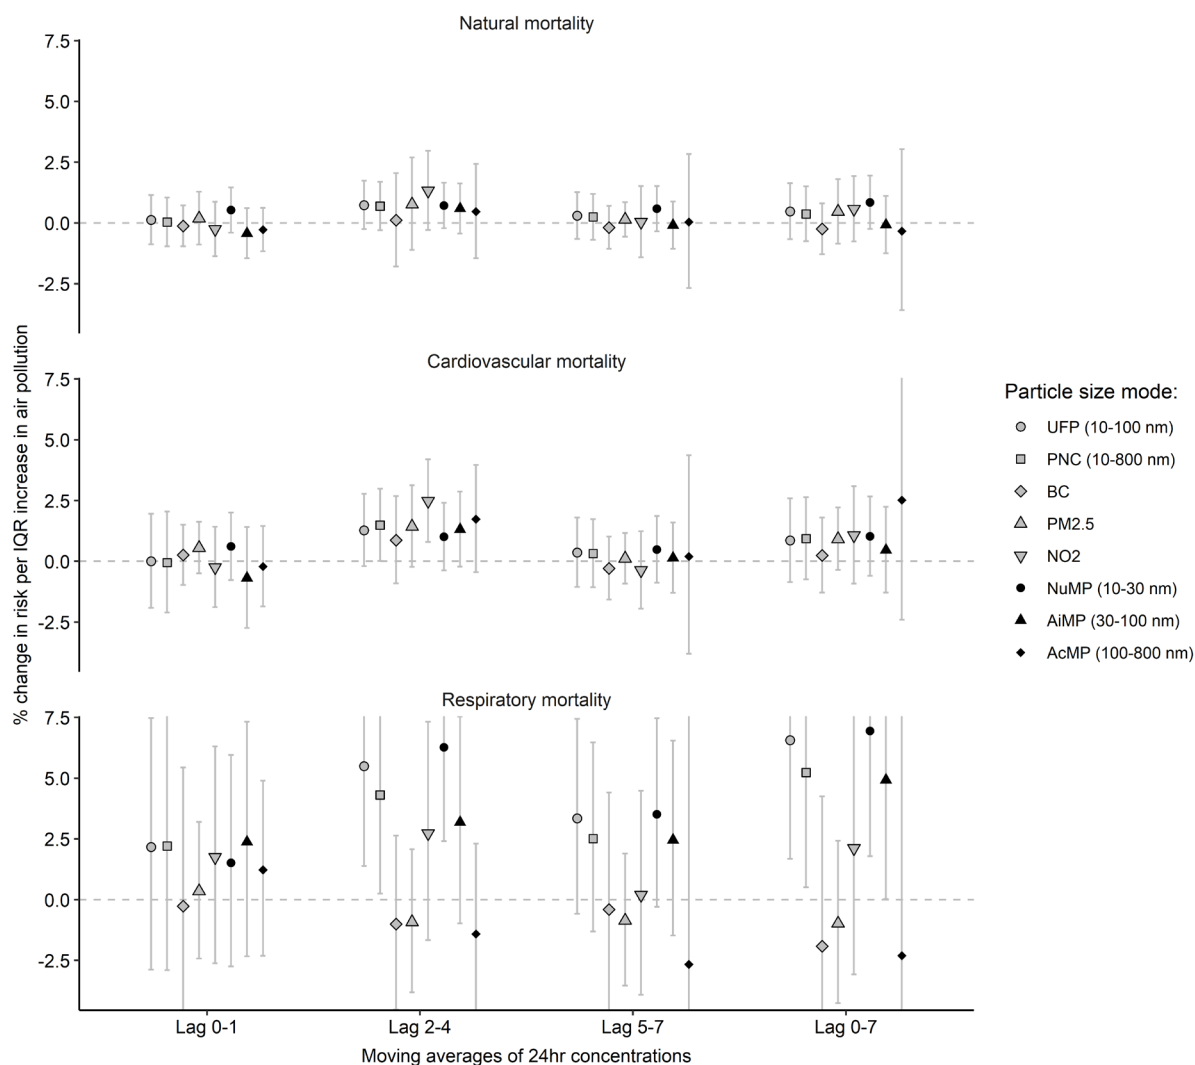 Natural mortality
7.5
5.0
2.5
0.0
-2.5
Cardiovascular mortality
7.5
5.0
2.5
0.0
-2.5
Respiratory mortality
7.5
5.0
2.5
0.0
-2.5
% change in risk per IQR increase in air pollution
Lag 0-1 Lag 2-4 Lag 5-7 Lag 0-7
Moving averages of 24hr concentrations
Particle size mode:
UFP (10-100 nm)
PNC (10-800 nm)
BC
PM2.5
NO2
NuMP (10-30 nm)
AiMP (30-100 nm)
AcMP (100-800 nm)